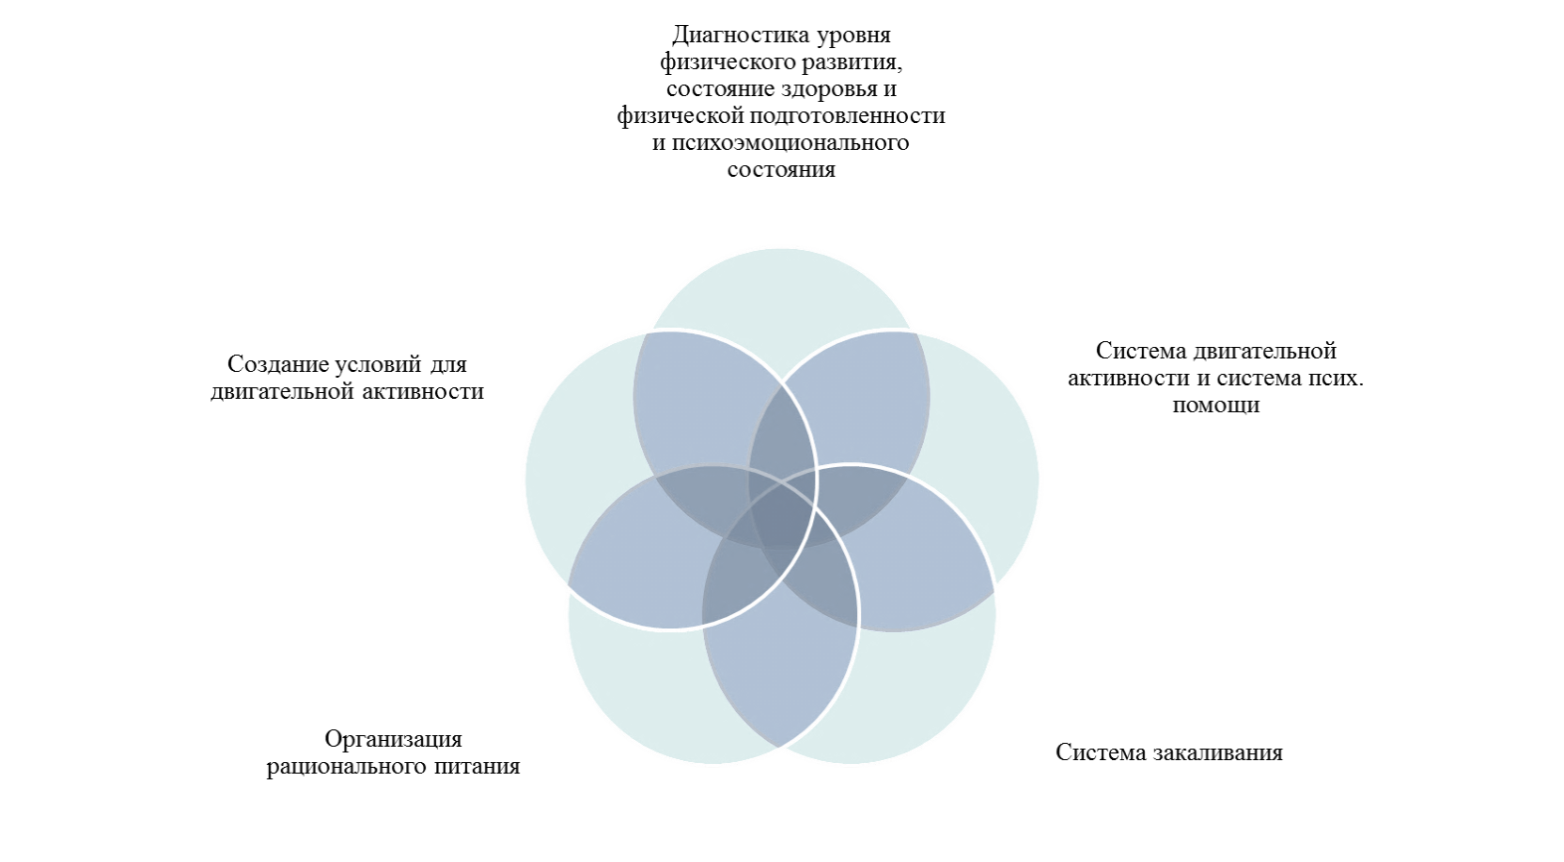 Диагностика уровня
физического развития,
состояние здоровья и
физической подготовленности
и психоэмоционального
состояния
Создание условий для
двигательной активности
Система двигательной
активности и система псих.
помощи
Организация
рационального питания
Система закаливания